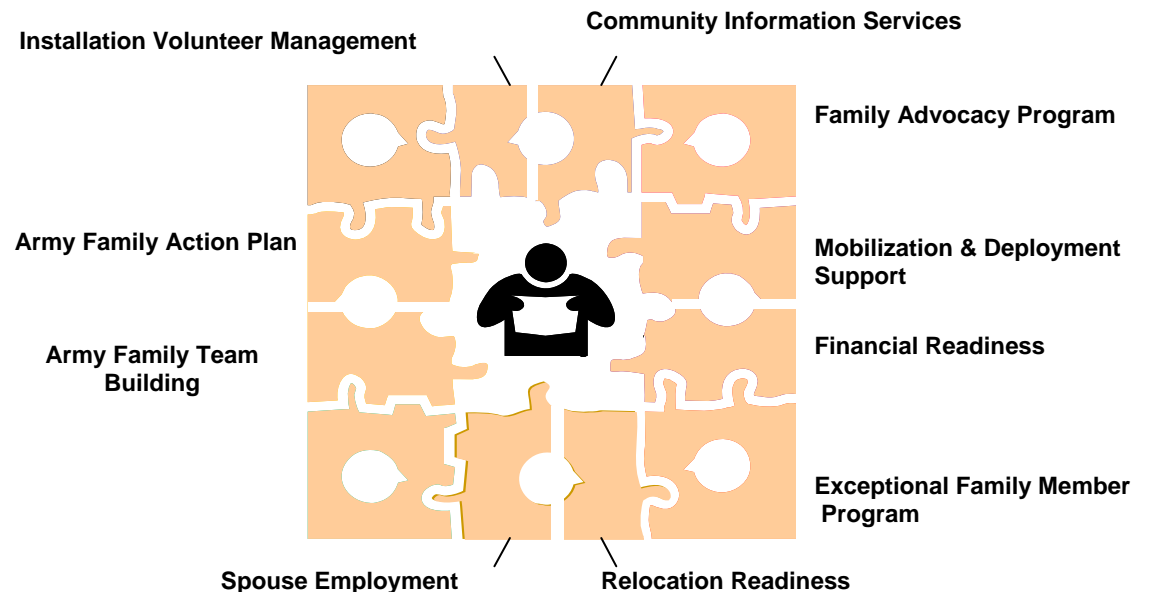 Community Information Services
Installation Volunteer Management
Family Advocacy Program
Army Family Action Plan
Mobilization & Deployment
Support
Financial Readiness
Army Family Team
Building
Exceptional Family Member
Program
Spouse Employment
Relocation Readiness